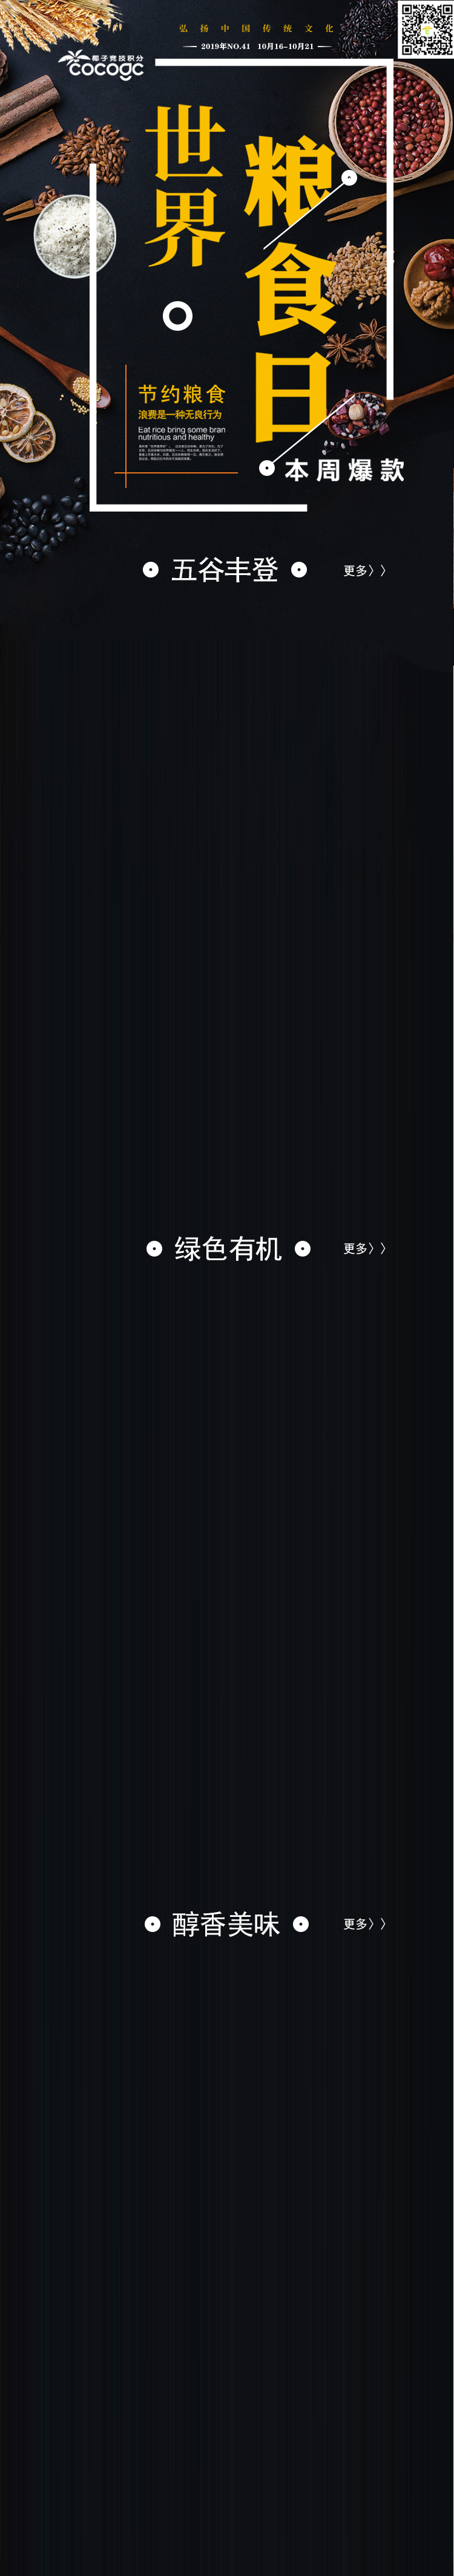 弘扬中国传统文化
2019年NO.41 10月16-10月21
椰子竞技积分
cocogc
世界
粮食日
节约粮食
浪费是一种无良行为
Eat rice bring some bran
nutritious and healthy
本周爆款
五谷丰登
更多〉〉
绿色有机
更多〉〉
醇香美味
更多〉〉